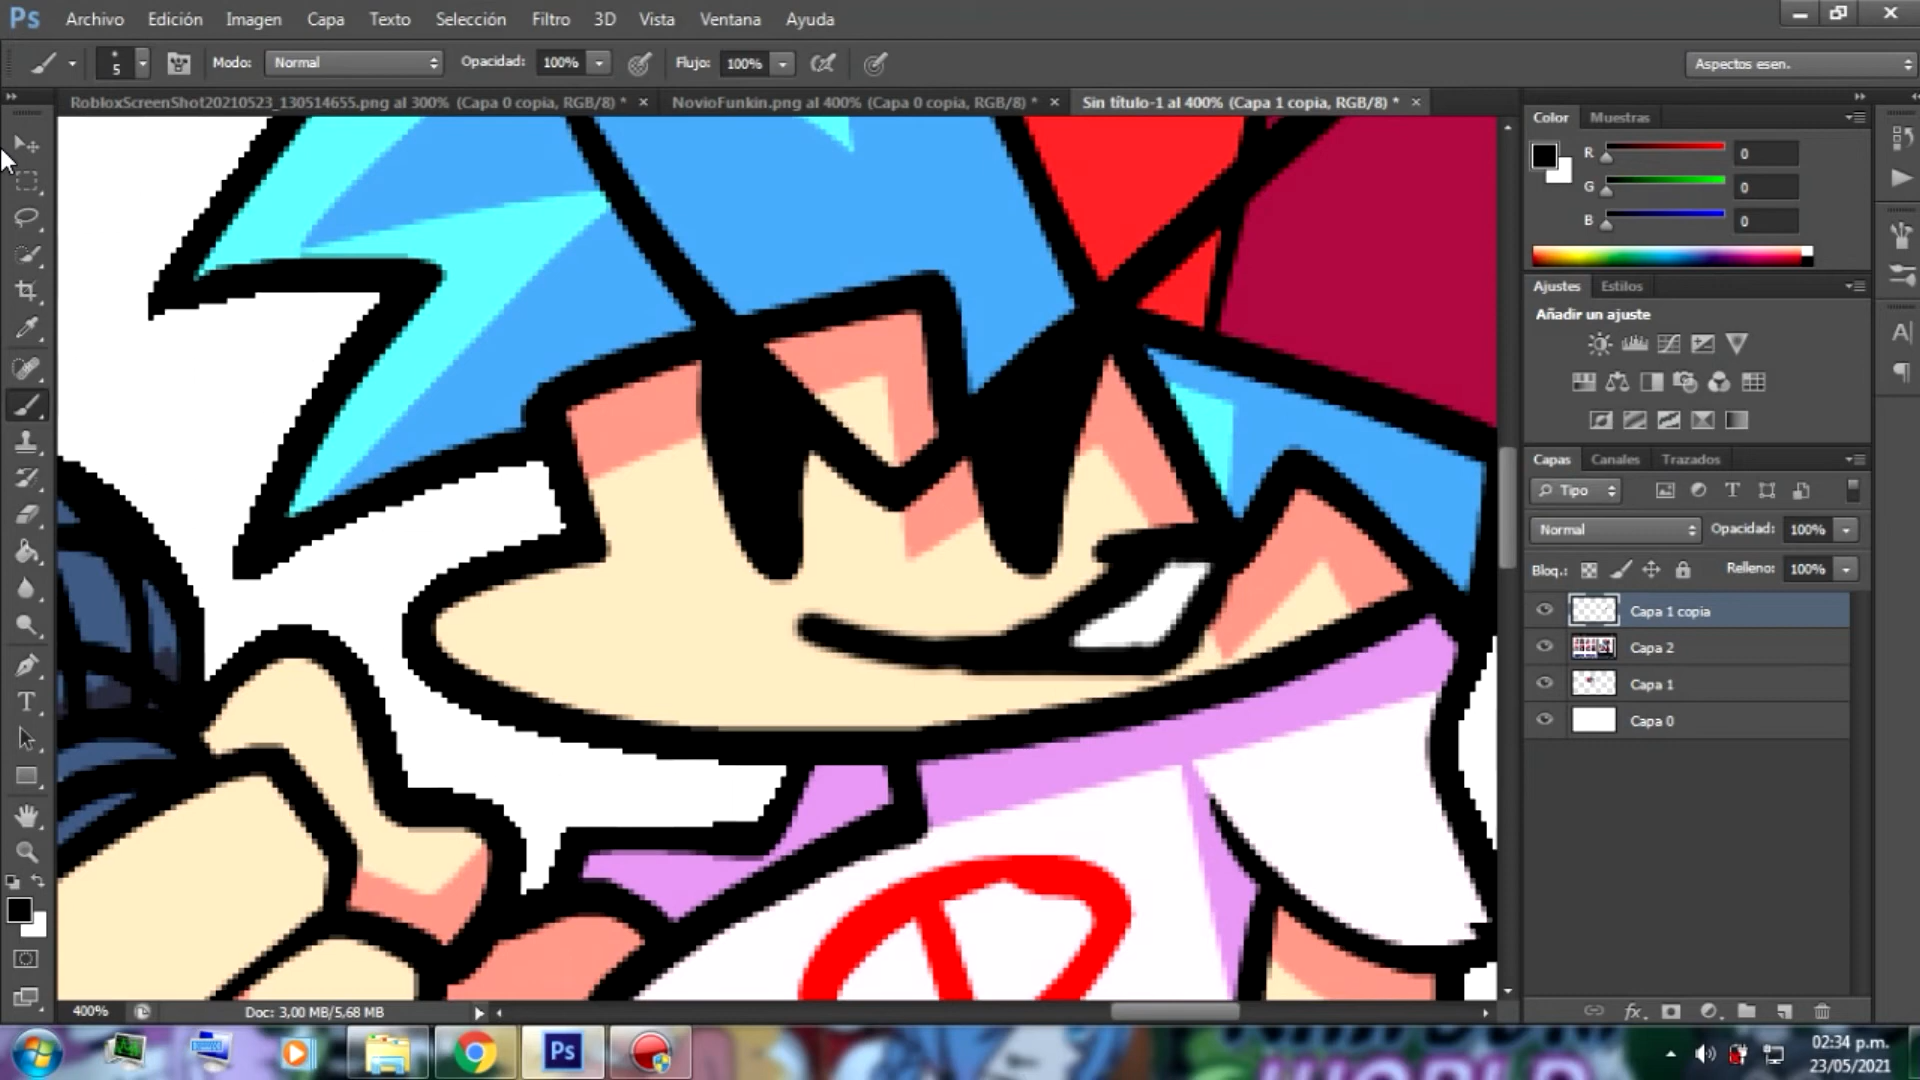 Ps Archivo Edición Imagen Capa Texto Selección Filtro 3D Vista Ventana Ayuda
5 Modo: Normal Opacidad: 100% Flujo: 100% Aspectos esen.
RobloxScreenShot20210523_130514655.png al 300% (Capa 0 copia, RGB/8) * × NovioFunkin.png al 400% (Capa 0 copia, RGB/8) * × Sin título-1 al 400% (Capa 1 copia, RGB/8) * ×
Color Muestras
R 0
G 0
B 0
Ajustes Estilos
Añadir un ajuste
Capas Canales Trazados
Tipo
Normal Opacidad: 100%
Bloq.: Relleno: 100%
Capa 1 copia
Capa 2
Capa 1
Capa 0
400% Doc: 3,00 MB/5,68 MB
Ps
WORLD
02:34 p.m.
23/05/2021